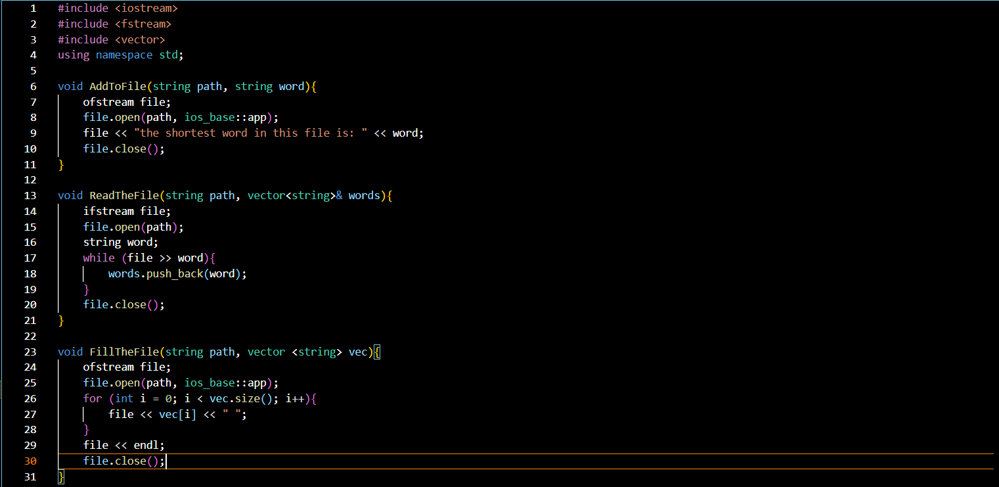 1 #include <iostream>
2 #include <fstream>
3 #include <vector>
4 using namespace std;
5
6 void AddToFile(string path, string word){
7     ofstream file;
8     file.open(path, ios_base::app);
9     file << "the shortest word in this file is: " << word;
10     file.close();
11 }
12
13 void ReadTheFile(string path, vector<string>& words){
14     ifstream file;
15     file.open(path);
16     string word;
17     while (file >> word){
18         words.push_back(word);
19     }
20     file.close();
21 }
22
23 void FillTheFile(string path, vector <string> vec){
24     ofstream file;
25     file.open(path, ios_base::app);
26     for (int i = 0; i < vec.size(); i++){
27         file << vec[i] << " ";
28     }
29     file << endl;
30     file.close();
31 }